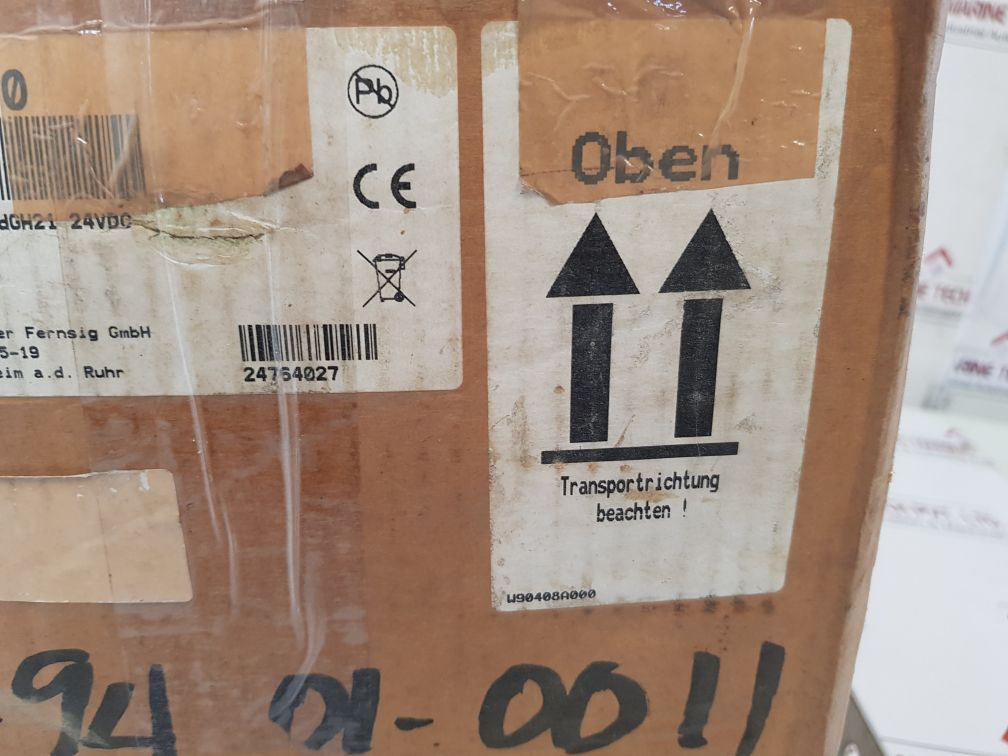 0
Pb
CE
dGH21 24VDC
er Fernsig GmbH
5-19
eim a.d. Ruhr
24764027
Oben
Transportrichtung
beachten !
W90408A000
94 01-0011